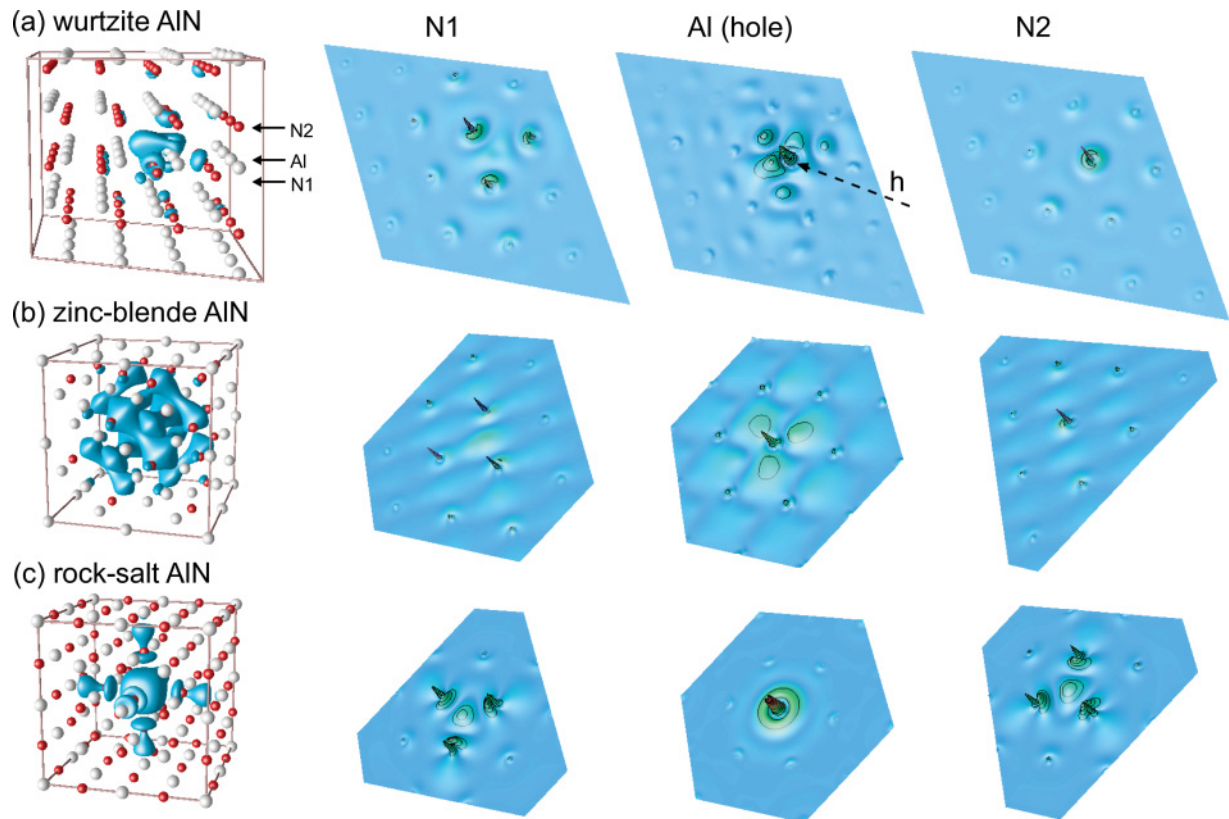 (a) wurtzite AlN
N1
Al (hole)
N2
N2
Al
N1
h
(b) zinc-blende AlN
(c) rock-salt AlN